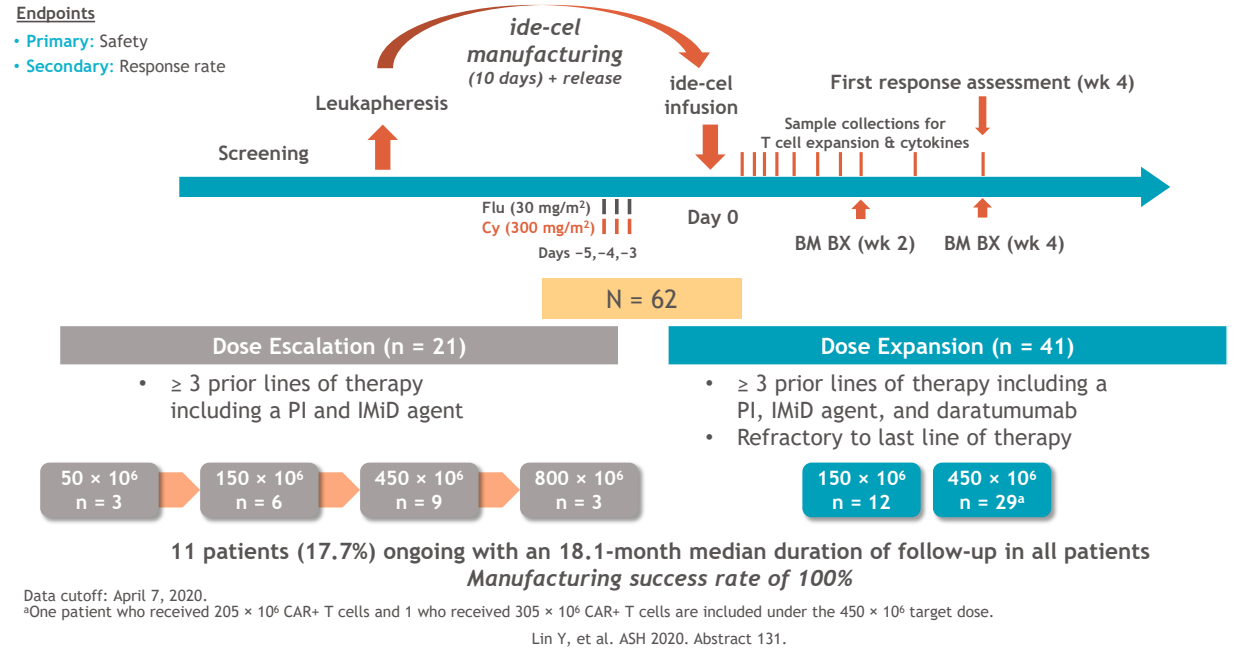 Endpoints
• Primary: Safety
• Secondary: Response rate
ide-cel
manufacturing
(10 days) + release
Leukapheresis
ide-cel
infusion
First response assessment (wk 4)
Sample collections for
T cell expansion & cytokines
Screening
Flu (30 mg/m²)
Cy (300 mg/m²)
Days −5,−4,−3
Day 0
BM BX (wk 2)
BM BX (wk 4)
N = 62
Dose Escalation (n = 21)
• ≥ 3 prior lines of therapy
including a PI and IMiD agent
50 × 10⁶
n = 3
150 × 10⁶
n = 6
450 × 10⁶
n = 9
800 × 10⁶
n = 3
Dose Expansion (n = 41)
• ≥ 3 prior lines of therapy including a
PI, IMiD agent, and daratumumab
• Refractory to last line of therapy
150 × 10⁶
n = 12
450 × 10⁶
n = 29ᵃ
11 patients (17.7%) ongoing with an 18.1-month median duration of follow-up in all patients
Manufacturing success rate of 100%
Data cutoff: April 7, 2020.
ᵃOne patient who received 205 × 10⁶ CAR+ T cells and 1 who received 305 × 10⁶ CAR+ T cells are included under the 450 × 10⁶ target dose.
Lin Y, et al. ASH 2020. Abstract 131.